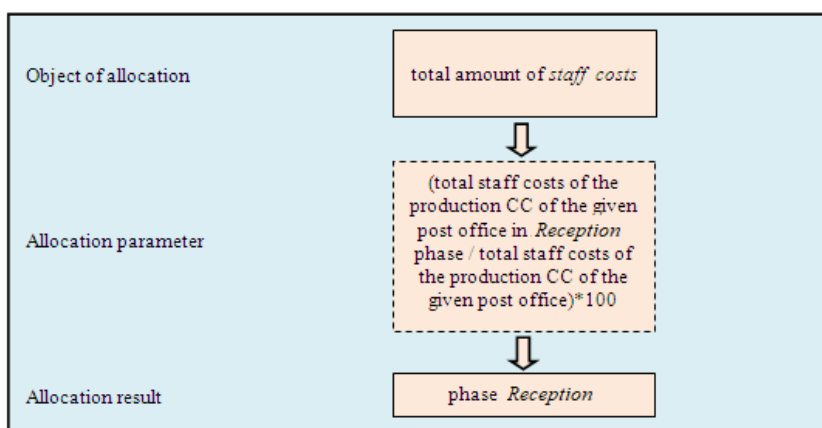 Object of allocation
total amount of staff costs
Allocation parameter
(total staff costs of the
production CC of the given
post office in Reception
phase / total staff costs of
the production CC of the
given post office)*100
Allocation result
phase Reception